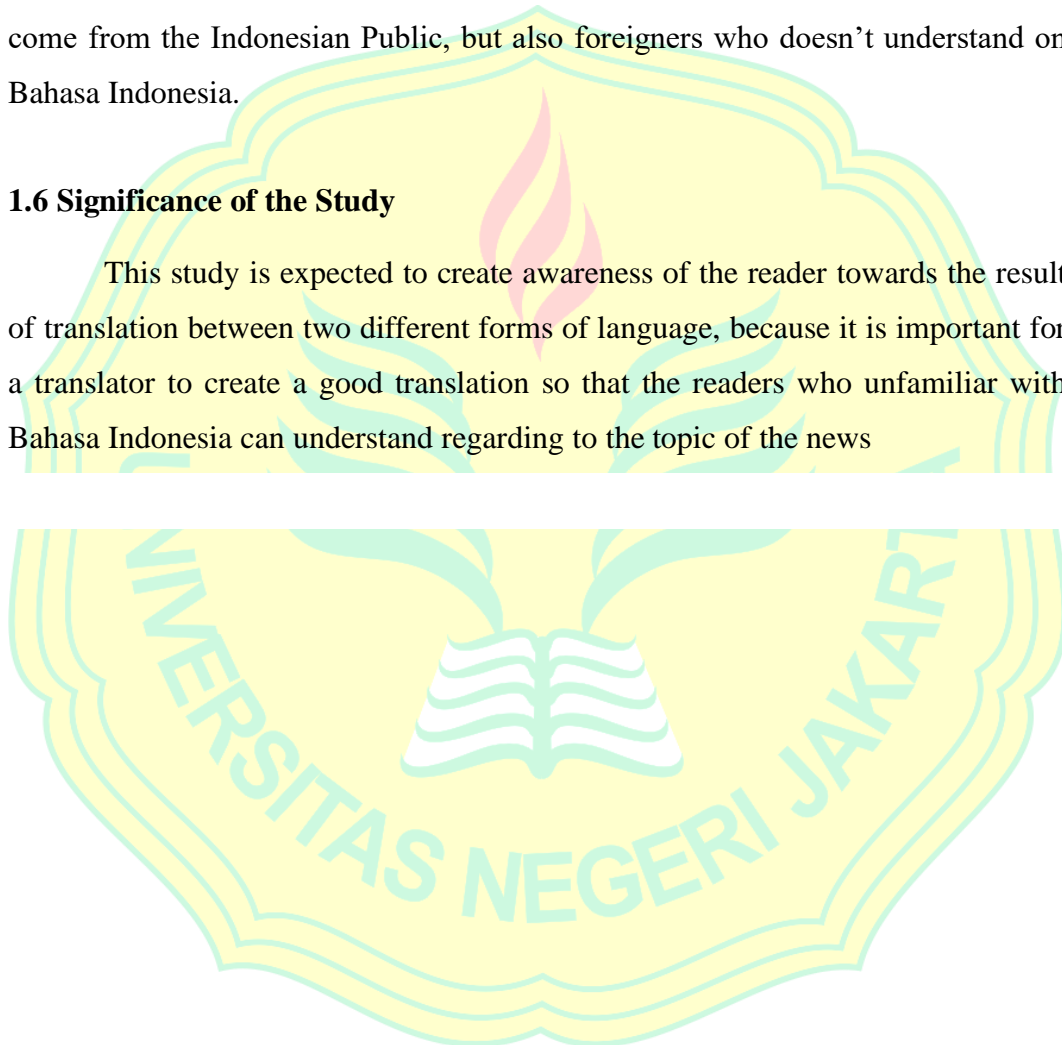 come from the Indonesian Public, but also foreigners who doesn’t understand on
Bahasa Indonesia.
1.6 Significance of the Study
This study is expected to create awareness of the reader towards the result
of translation between two different forms of language, because it is important for
a translator to create a good translation so that the readers who unfamiliar with
Bahasa Indonesia can understand regarding to the topic of the news
UNIVERSITAS NEGERI JAKARTA